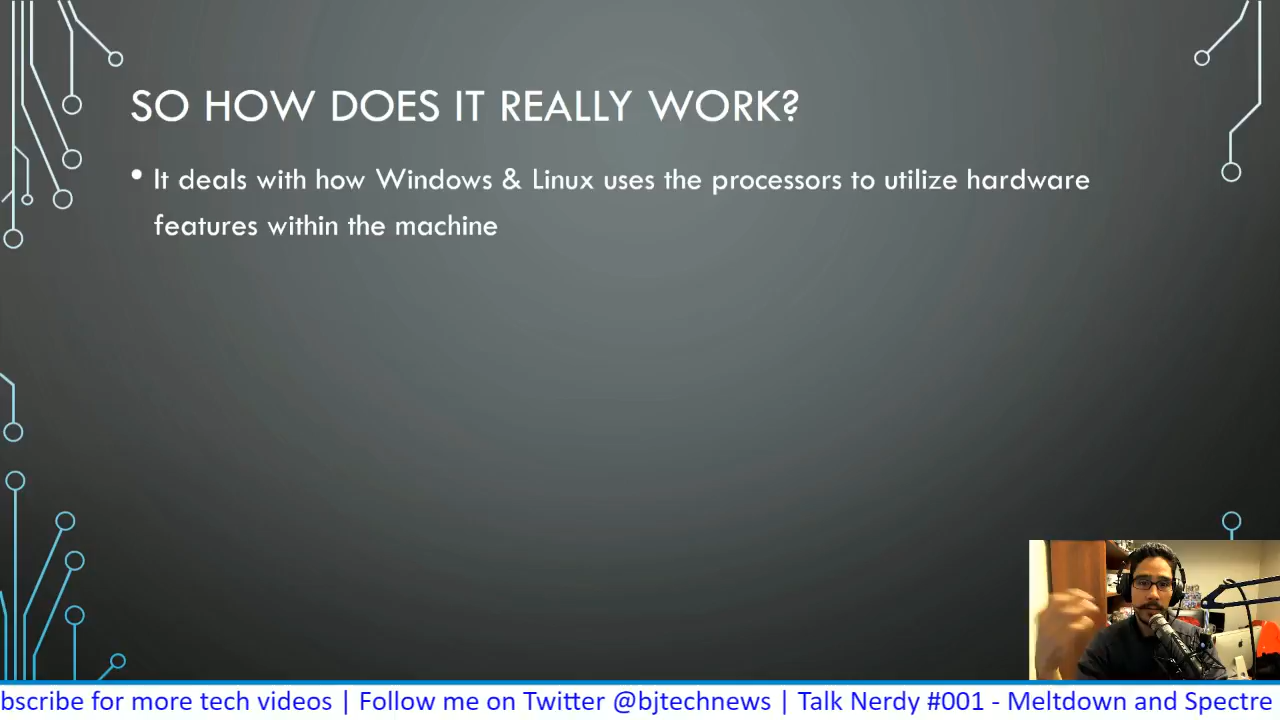 SO HOW DOES IT REALLY WORK?
• It deals with how Windows & Linux uses the processors to utilize hardware
features within the machine
bscribe for more tech videos | Follow me on Twitter @bjtechnews | Talk Nerdy #001 - Meltdown and Spectre